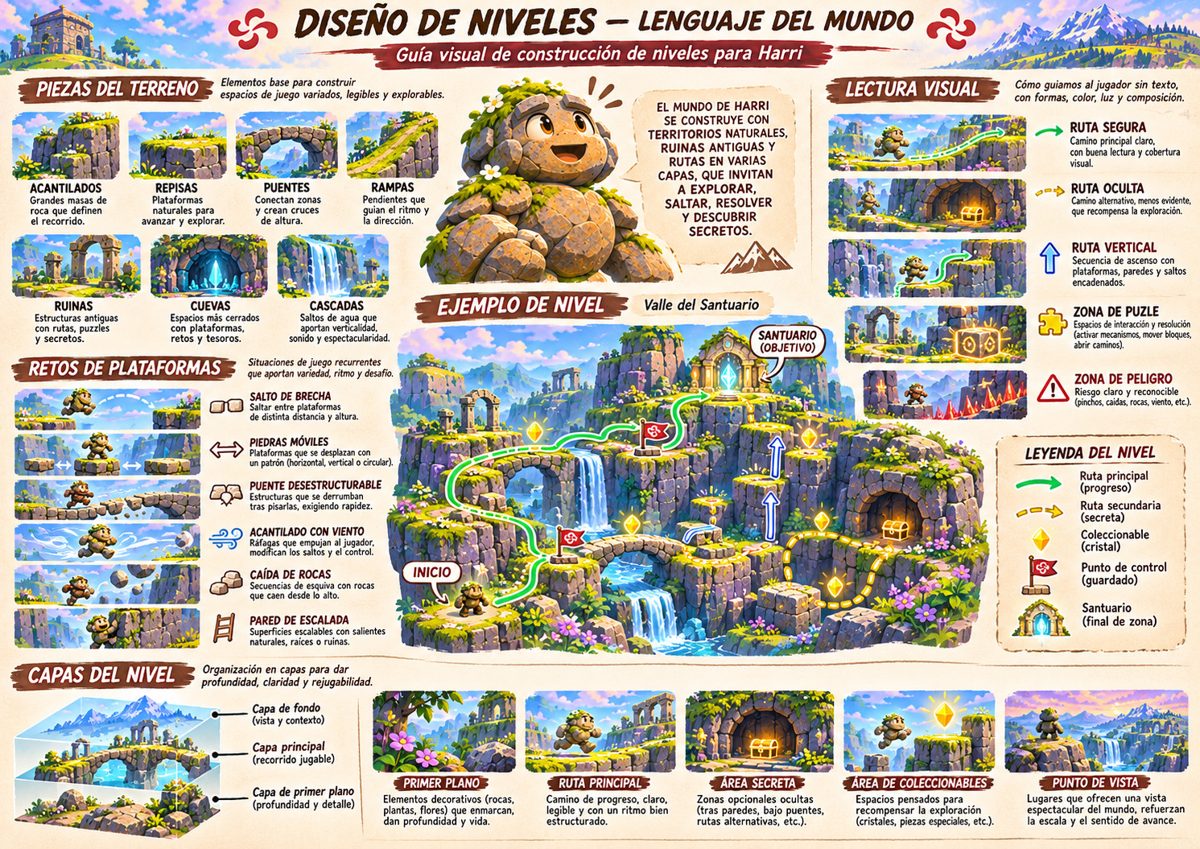 DISEÑO DE NIVELES — LENGUAJE DEL MUNDO
Guía visual de construcción de niveles para Harri
PIEZAS DEL TERRENO
Elementos base para construir
espacios de juego variados, legibles y explorables.
ACANTILADOS
Grandes masas de
roca que definen
el recorrido.
REPISAS
Plataformas
naturales para
avanzar y explorar.
PUENTES
Conectan zonas
y crean cruces
de altura.
RAMPAS
Pendientes que
guían el ritmo y
la dirección.
RUINAS
Estructuras antiguas
con rutas, puzzles
y secretos.
CUEVAS
Espacios más cerrados
con plataformas,
retos y tesoros.
CASCADAS
Saltos de agua que
aportan verticalidad,
sonido y espectacularidad.
EL MUNDO DE HARRI
SE CONSTRUYE CON
TERRITORIOS NATURALES,
RUINAS ANTIGUAS Y
RUTAS EN VARIAS
CAPAS, QUE INVITAN
A EXPLORAR,
SALTAR, RESOLVER
Y DESCUBRIR
SECRETOS.
LECTURA VISUAL
Cómo guiamos al jugador sin texto,
con formas, color, luz y composición.
RUTA SEGURA
Camino principal claro,
con buena lectura y cobertura
visual.
RUTA OCULTA
Camino alternativo, menos evidente,
que recompensa la exploración.
RUTA VERTICAL
Secuencia de ascenso con
plataformas, paredes y saltos
encadenados.
ZONA DE PUZLE
Espacios de interacción y resolución
(activar mecanismos, mover bloques,
abrir caminos).
ZONA DE PELIGRO
Riesgo claro y reconocible
(pinchos, caídas, rocas, viento, etc.).
RETOS DE PLATAFORMAS
Situaciones de juego recurrentes
que aportan variedad, ritmo y desafío.
SALTO DE BRECHA
Saltar entre plataformas
de distinta distancia y altura.
PIEDRAS MÓVILES
Plataformas que se desplazan con
un patrón (horizontal, vertical o circular).
PUENTE DESESTRUCTURABLE
Estructuras que se derrumban
tras pisarlas, exigiendo rapidez.
ACANTILADO CON VIENTO
Ráfagas que empujan al jugador,
modifican los saltos y el control.
CAÍDA DE ROCAS
Secuencias de esquiva con rocas
que caen desde lo alto.
PARED DE ESCALADA
Superficies escalables con salientes
naturales, raíces o ruinas.
EJEMPLO DE NIVEL
Valle del Santuario
SANTUARIO
(OBJETIVO)
INICIO
LEYENDA DEL NIVEL
Ruta principal
(progreso)
Ruta secundaria
(secreta)
Coleccionable
(cristal)
Punto de control
(guardado)
Santuario
(final de zona)
CAPAS DEL NIVEL
Organización en capas para dar
profundidad, claridad y rejugabilidad.
Capa de fondo
(vista y contexto)
Capa principal
(recorrido jugable)
Capa de primer plano
(profundidad y detalle)
PRIMER PLANO
Elementos decorativos (rocas,
plantas, flores) que enmarcan,
dan profundidad y vida.
RUTA PRINCIPAL
Camino de progreso, claro,
legible y con un ritmo bien
estructurado.
ÁREA SECRETA
Zonas opcionales ocultas
(tras paredes, bajo puentes,
rutas alternativas, etc.).
ÁREA DE COLECCIONABLES
Espacios pensados para
recompensar la exploración
(cristales, piezas especiales, etc.).
PUNTO DE VISTA
Lugares que ofrecen una vista
espectacular del mundo, refuerzan
la escala y el sentido de avance.